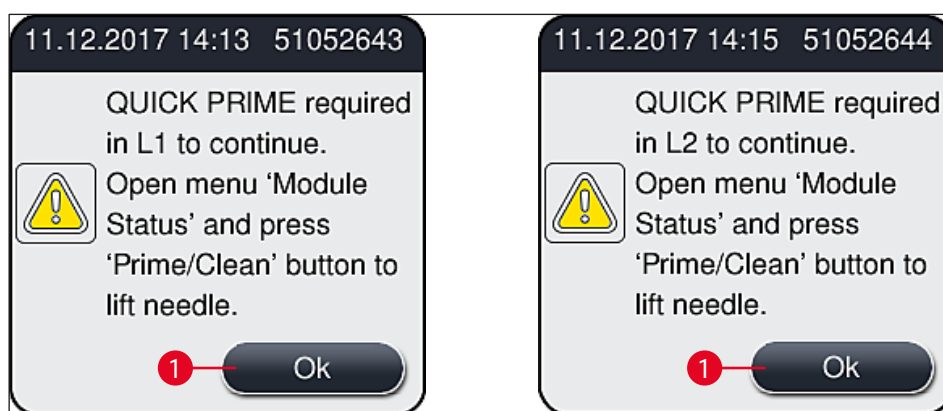 11.12.2017 14:13 51052643
QUICK PRIME required
in L1 to continue.
Open menu ‘Module
Status’ and press
‘Prime/Clean’ button to
lift needle.
1 Ok
11.12.2017 14:15 51052644
QUICK PRIME required
in L2 to continue.
Open menu ‘Module
Status’ and press
‘Prime/Clean’ button to
lift needle.
1 Ok